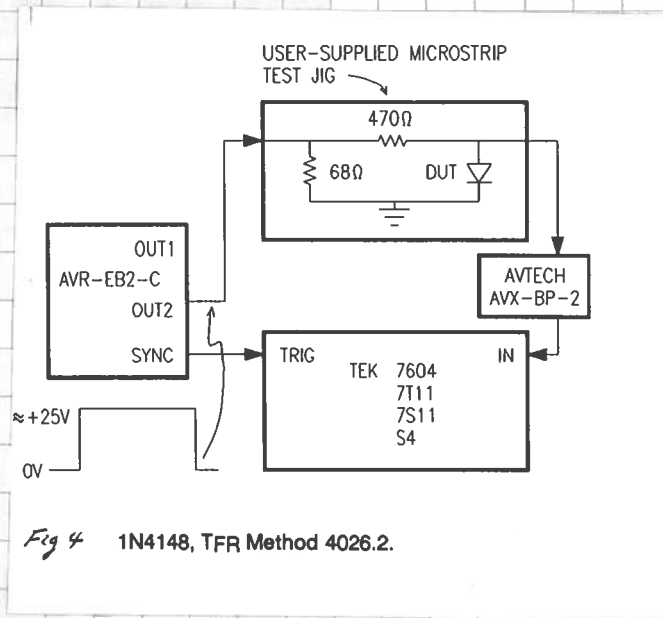 USER-SUPPLIED MICROSTRIP
TEST JIG
470Ω
68Ω
DUT
OUT1
AVR-EB2-C
OUT2
SYNC
AVTECH
AVX-BP-2
TRIG
IN
TEK 7604
7T11
7S11
S4
≈+25V
0V
Fig 4 1N4148, TFR Method 4026.2.